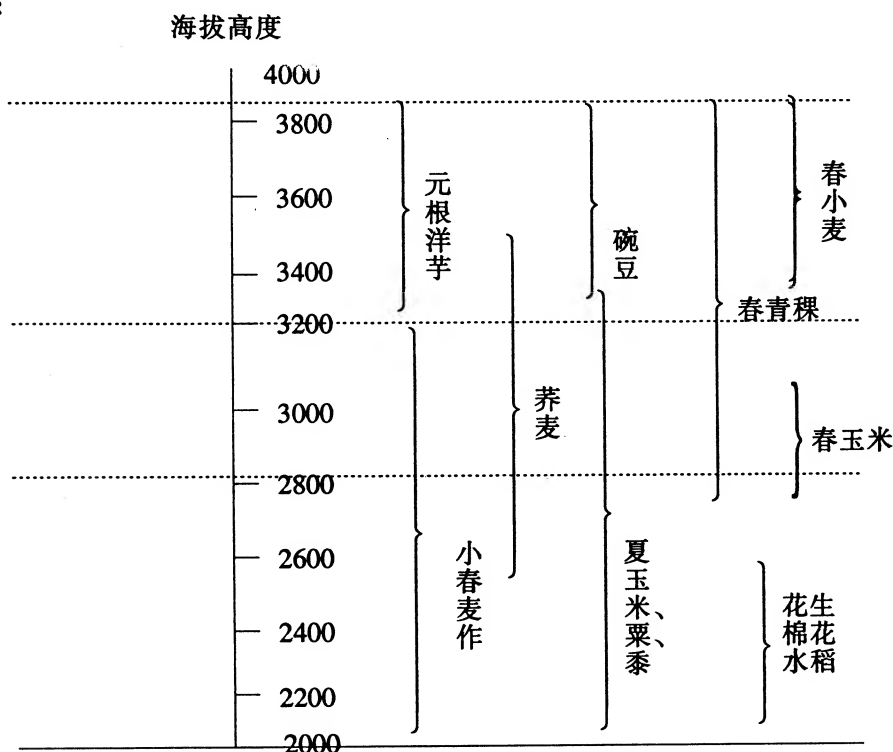 海拔高度
4000
3800
3600
3400
3200
3000
2800
2600
2400
2200
2000
元根洋芋
荞麦
小春麦作
碗豆
夏玉米、粟、黍
春青稞
春小麦
春玉米
花生
棉花
水稻